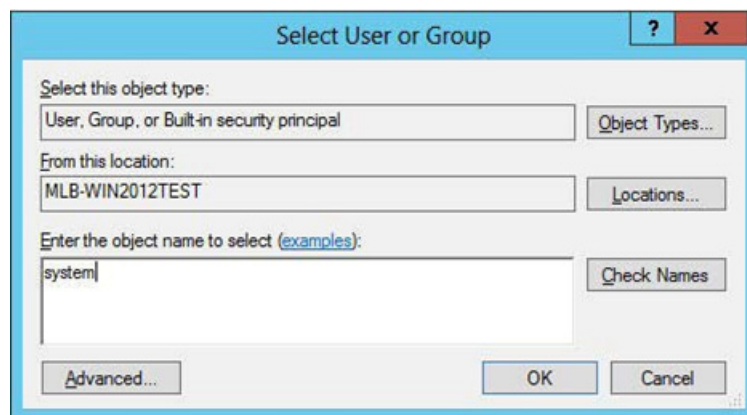 Select User or Group
? x
Select this object type:
User, Group, or Built-in security principal
Object Types...
From this location:
MLB-WIN2012TEST
Locations...
Enter the object name to select (examples):
system
Check Names
Advanced...
OK
Cancel